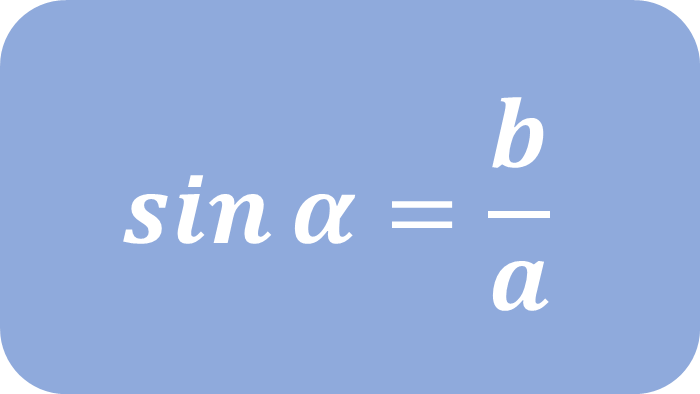 sin α = b/a